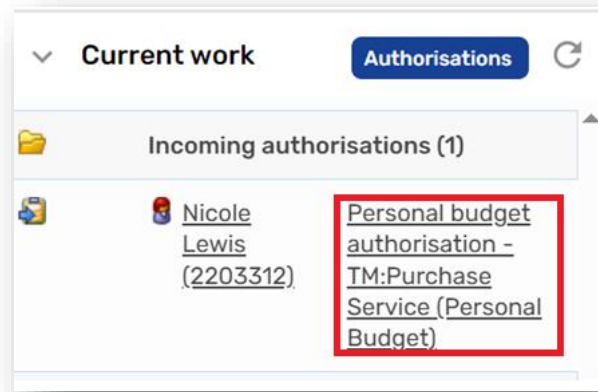 Current work
Authorisations
Incoming authorisations (1)
Nicole
Lewis
(2203312)
Personal budget
authorisation -
TM:Purchase
Service (Personal
Budget)